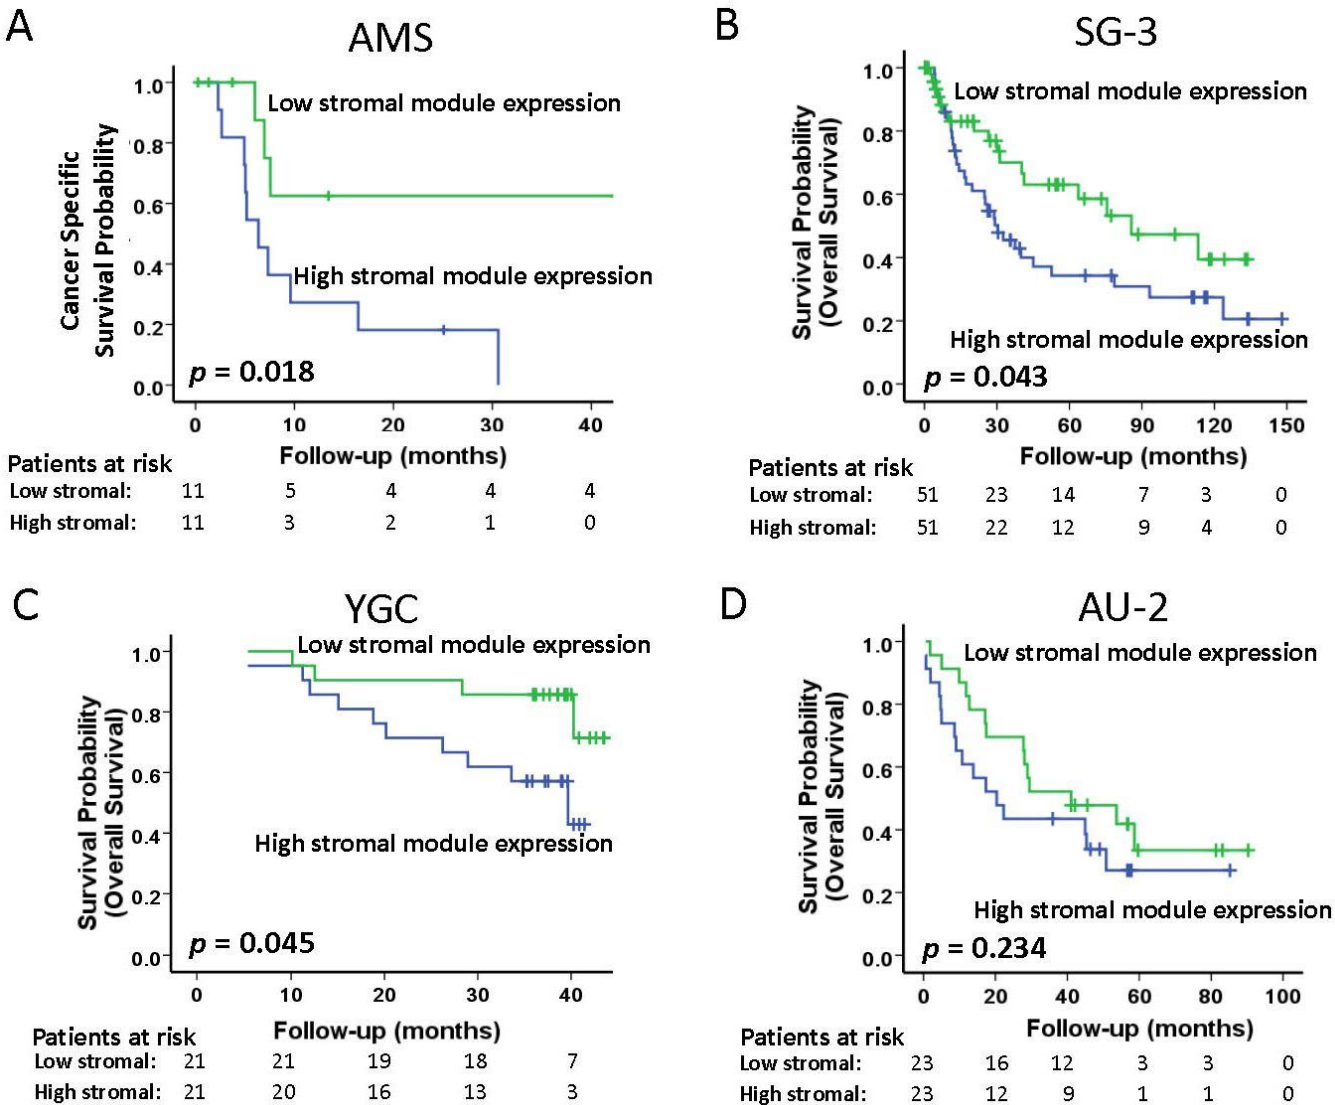 A
AMS
Cancer Specific
Survival Probability
1.0
0.8
0.6
0.4
0.2
0.0
Low stromal module expression
High stromal module expression
p = 0.018
0 10 20 30 40
Follow-up (months)
Patients at risk
Low stromal: 11 5 4 4 4
High stromal: 11 3 2 1 0
B
SG-3
Survival Probability
(Overall Survival)
1.0
0.8
0.6
0.4
0.2
0.0
Low stromal module expression
High stromal module expression
p = 0.043
0 30 60 90 120 150
Follow-up (months)
Patients at risk
Low stromal: 51 23 14 7 3 0
High stromal: 51 22 12 9 4 0
C
YGC
Survival Probability
(Overall Survival)
1.0
0.8
0.6
0.4
0.2
0.0
Low stromal module expression
High stromal module expression
p = 0.045
0 10 20 30 40
Follow-up (months)
Patients at risk
Low stromal: 21 21 19 18 7
High stromal: 21 20 16 13 3
D
AU-2
Survival Probability
(Overall Survival)
1.0
0.8
0.6
0.4
0.2
0.0
Low stromal module expression
High stromal module expression
p = 0.234
0 20 40 60 80 100
Follow-up (months)
Patients at risk
Low stromal: 23 16 12 3 3 0
High stromal: 23 12 9 1 1 0